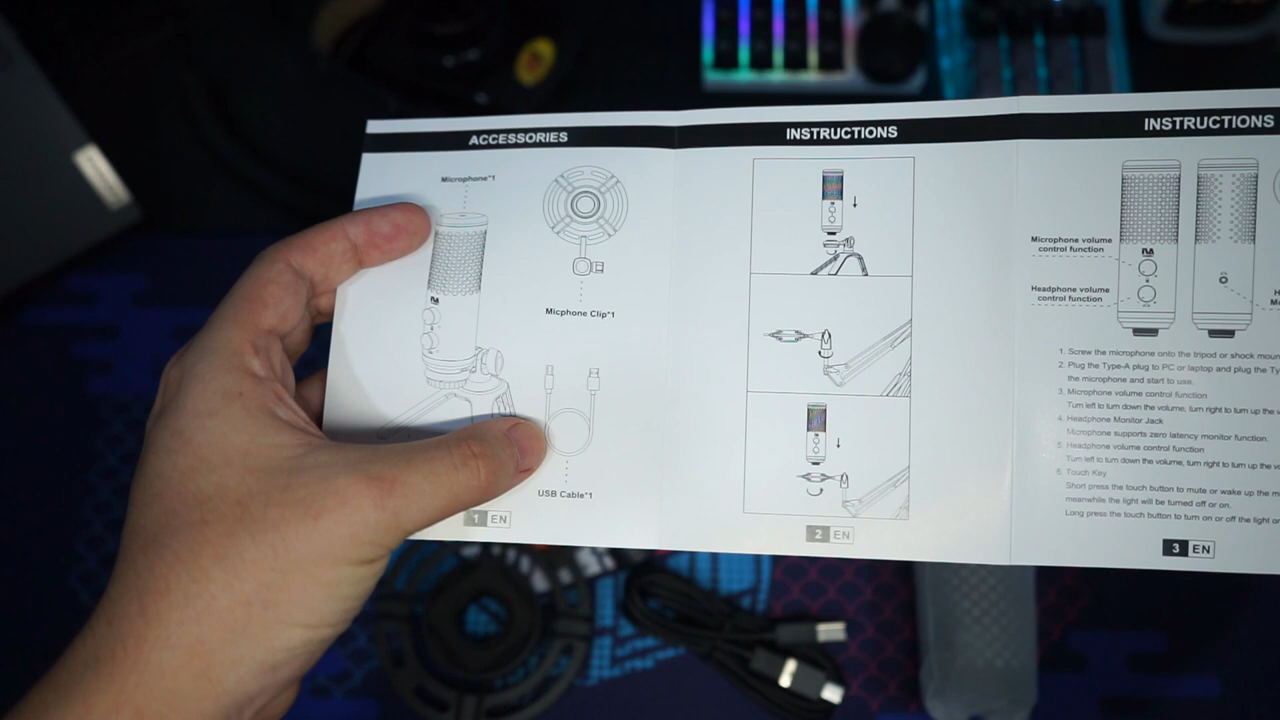 ACCESSORIES
Microphone*1
Micphone Clip*1
USB Cable*1
1 EN
INSTRUCTIONS
2 EN
INSTRUCTIONS
Microphone volume
control function
Headphone volume
control function
1. Screw the microphone onto the tripod or shock
2. Plug the Type-A plug to PC or laptop and plug the
the microphone and start to use.
3. Microphone volume control function
Turn left to turn down the volume, turn right to turn up the
4. Headphone Monitor Jack
Microphone supports zero latency monitor function.
5. Headphone volume control function
Turn left to turn down the volume, turn right to turn up the
6. Touch Key
Short press the touch button to mute or wake up the
meanwhile the light will be turned off or on.
Long press the touch button to turn on or off the light
3 EN